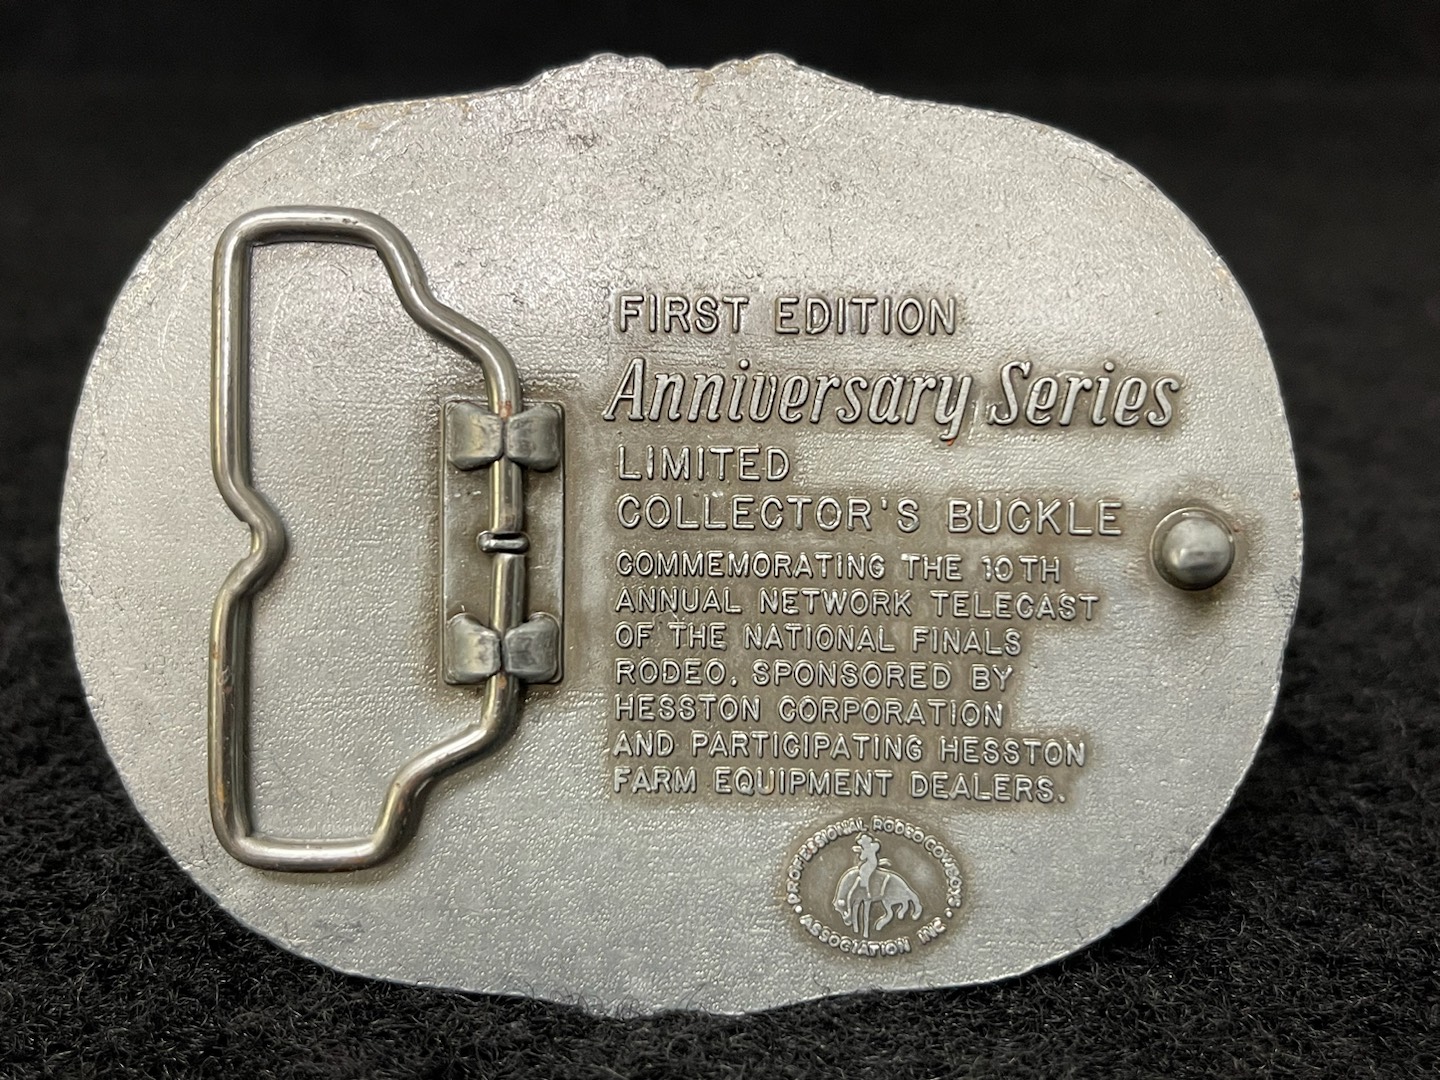 FIRST EDITION
Anniversary Series
LIMITED
COLLECTOR'S BUCKLE
COMMEMORATING THE 10TH
ANNUAL NETWORK TELECAST
OF THE NATIONAL FINALS
RODEO. SPONSORED BY
HESSTON CORPORATION
AND PARTICIPATING HESSTON
FARM EQUIPMENT DEALERS.
PROFESSIONAL RODEO COWBOYS
• ASSOCIATION INC •